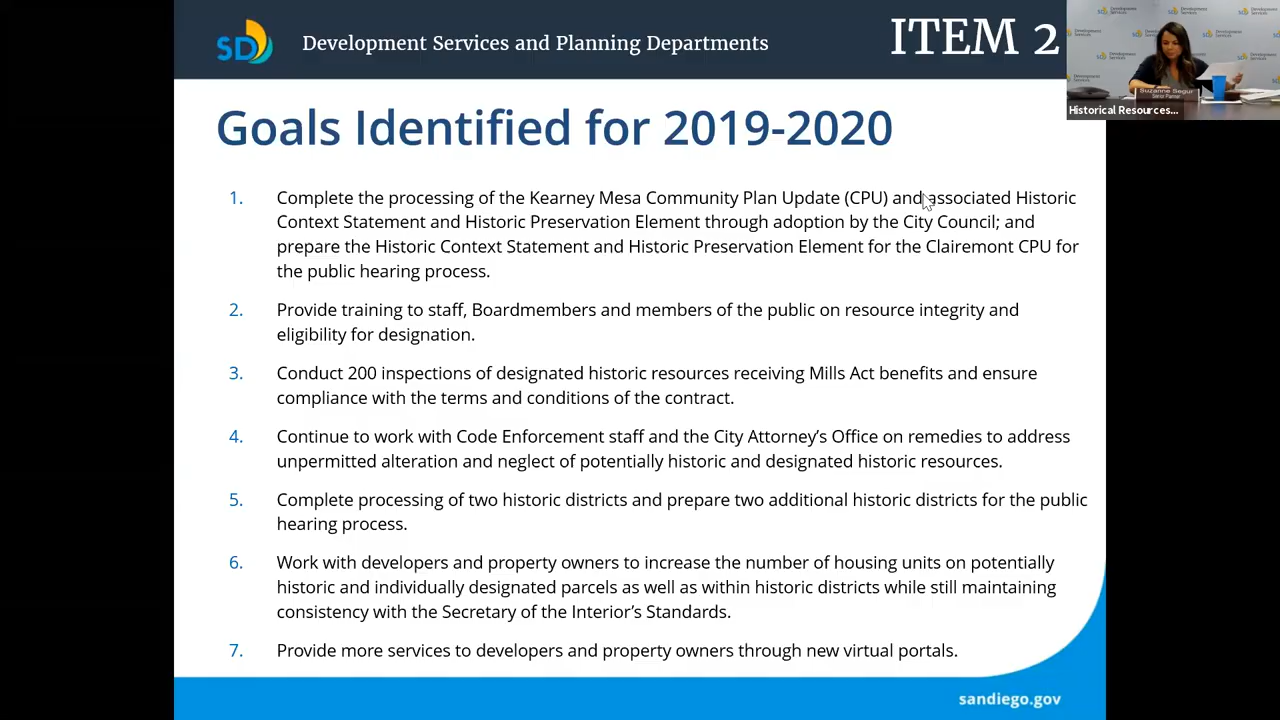 SD
Development Services and Planning Departments
ITEM 2
Goals Identified for 2019-2020
1. Complete the processing of the Kearney Mesa Community Plan Update (CPU) and associated Historic
Context Statement and Historic Preservation Element through adoption by the City Council; and
prepare the Historic Context Statement and Historic Preservation Element for the Clairemont CPU for
the public hearing process.
2. Provide training to staff, Boardmembers and members of the public on resource integrity and
eligibility for designation.
3. Conduct 200 inspections of designated historic resources receiving Mills Act benefits and ensure
compliance with the terms and conditions of the contract.
4. Continue to work with Code Enforcement staff and the City Attorney's Office on remedies to address
unpermitted alteration and neglect of potentially historic and designated historic resources.
5. Complete processing of two historic districts and prepare two additional historic districts for the public
hearing process.
6. Work with developers and property owners to increase the number of housing units on potentially
historic and individually designated parcels as well as within historic districts while still maintaining
consistency with the Secretary of the Interior's Standards.
7. Provide more services to developers and property owners through new virtual portals.
sandiego.gov
Suzanne Segur
Senior Planner
Historical Resources...
Development
Services